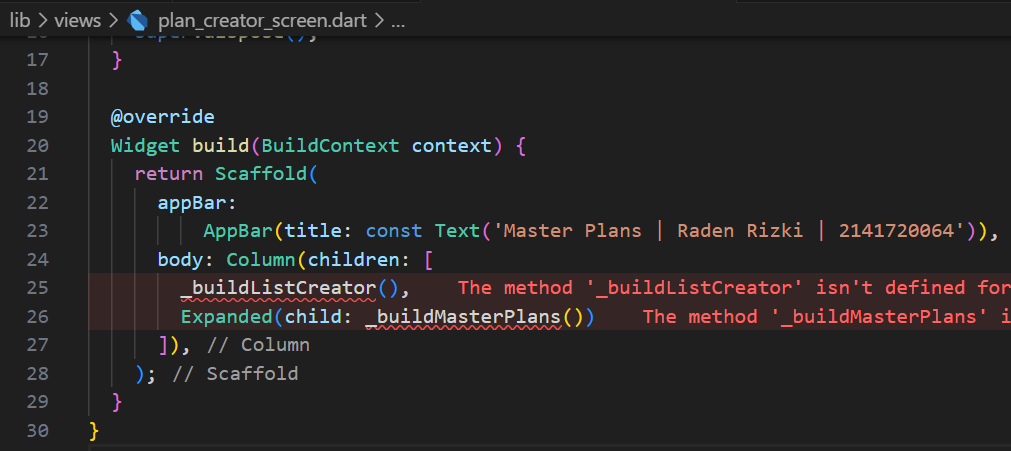 lib > views > plan_creator_screen.dart > ...
16 super.dispose();
17 }
18
19 @override
20 Widget build(BuildContext context) {
21 return Scaffold(
22 appBar:
23 AppBar(title: const Text('Master Plans | Raden Rizki | 2141720064')),
24 body: Column(children: [
25 _buildListCreator(), The method '_buildListCreator' isn't defined for
26 Expanded(child: _buildMasterPlans()) The method '_buildMasterPlans' i
27 ]), // Column
28 ); // Scaffold
29 }
30 }